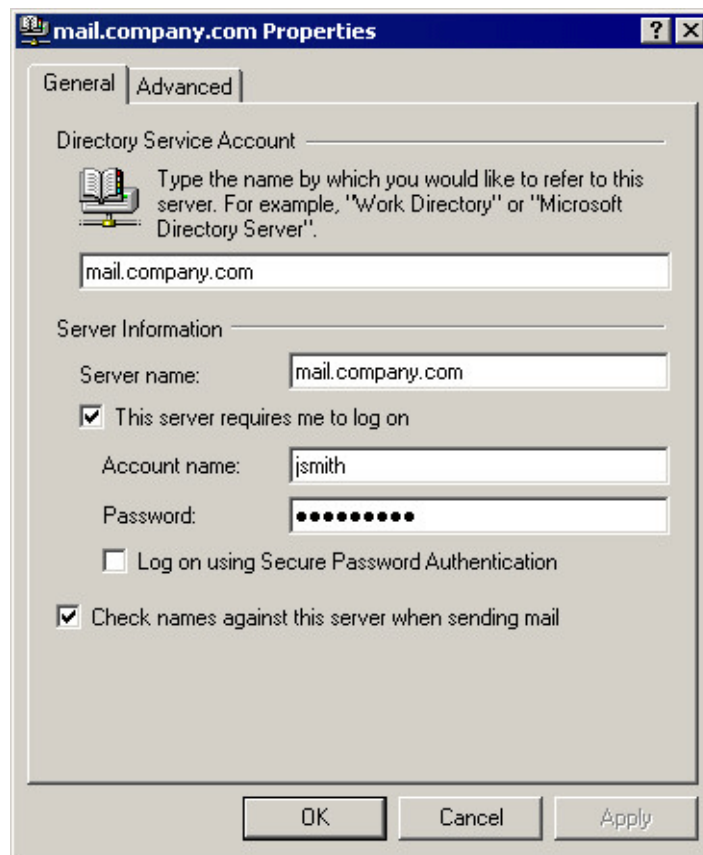 mail.company.com Properties
General Advanced
Directory Service Account
Type the name by which you would like to refer to this
server. For example, "Work Directory" or "Microsoft
Directory Server".
mail.company.com
Server Information
Server name: mail.company.com
This server requires me to log on
Account name: jsmith
Password: ●●●●●●●●●
Log on using Secure Password Authentication
Check names against this server when sending mail
OK Cancel Apply